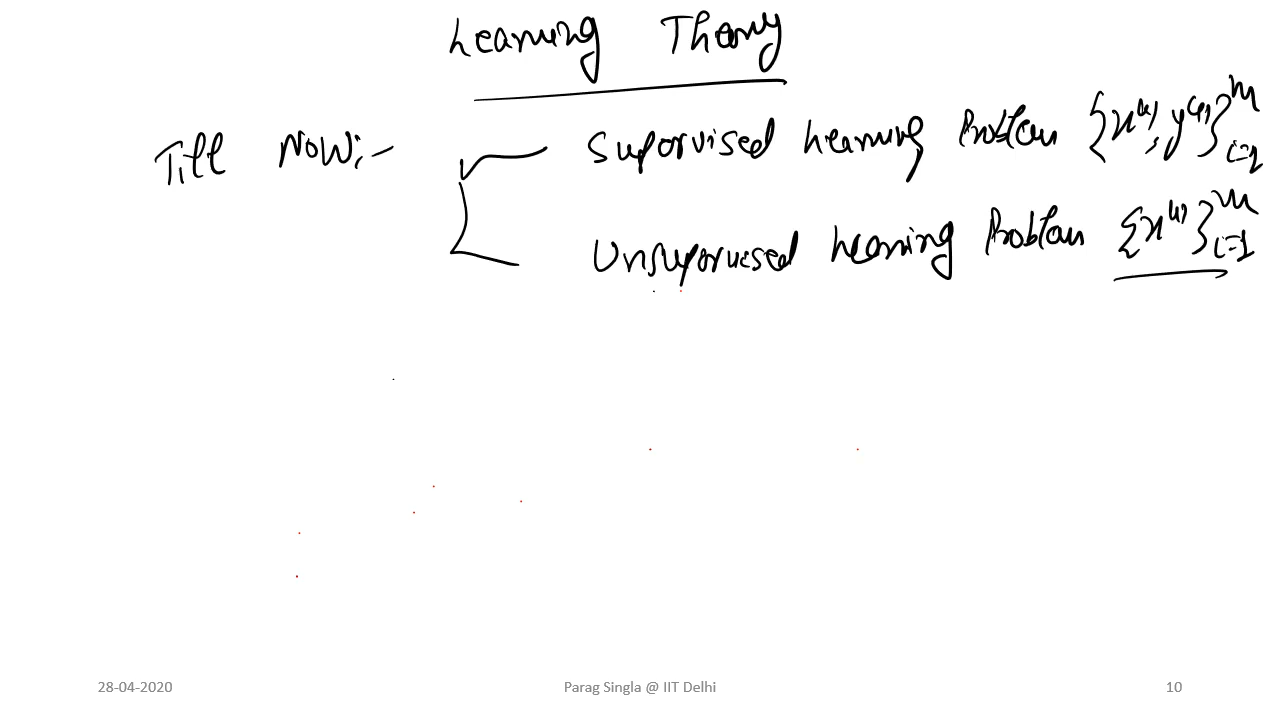 Learning Theory
Till Now:- Supervised Learning Problem {x^(i), y^(i)}_{i=1}^m
Unsupervised Learning Problem {x^(i)}_{i=1}^m
28-04-2020 Parag Singla @ IIT Delhi 10